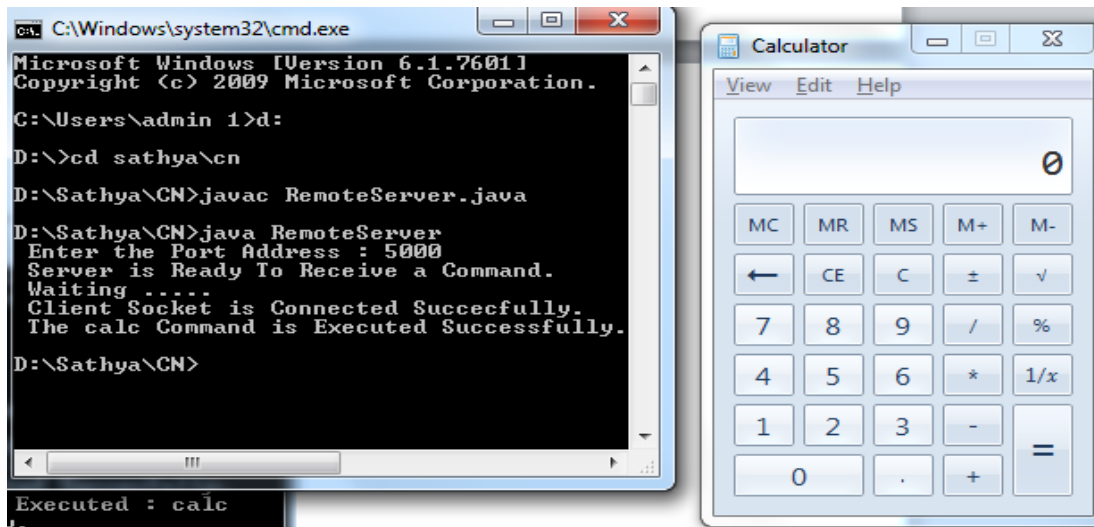 C:\Windows\system32\cmd.exe
Microsoft Windows [Version 6.1.7601]
Copyright (c) 2009 Microsoft Corporation.
C:\Users\admin 1>d:
D:\>cd sathya\cn
D:\Sathya\CN>javac RemoteServer.java
D:\Sathya\CN>java RemoteServer
Enter the Port Address : 5000
Server is Ready To Receive a Command.
Waiting .....
Client Socket is Connected Succecfully.
The calc Command is Executed Successfully.
D:\Sathya\CN>
Executed : calc
Calculator
View Edit Help
0
MC MR MS M+ M-
← CE C ± √
7 8 9 / %
4 5 6 * 1/x
1 2 3 - =
0 . +